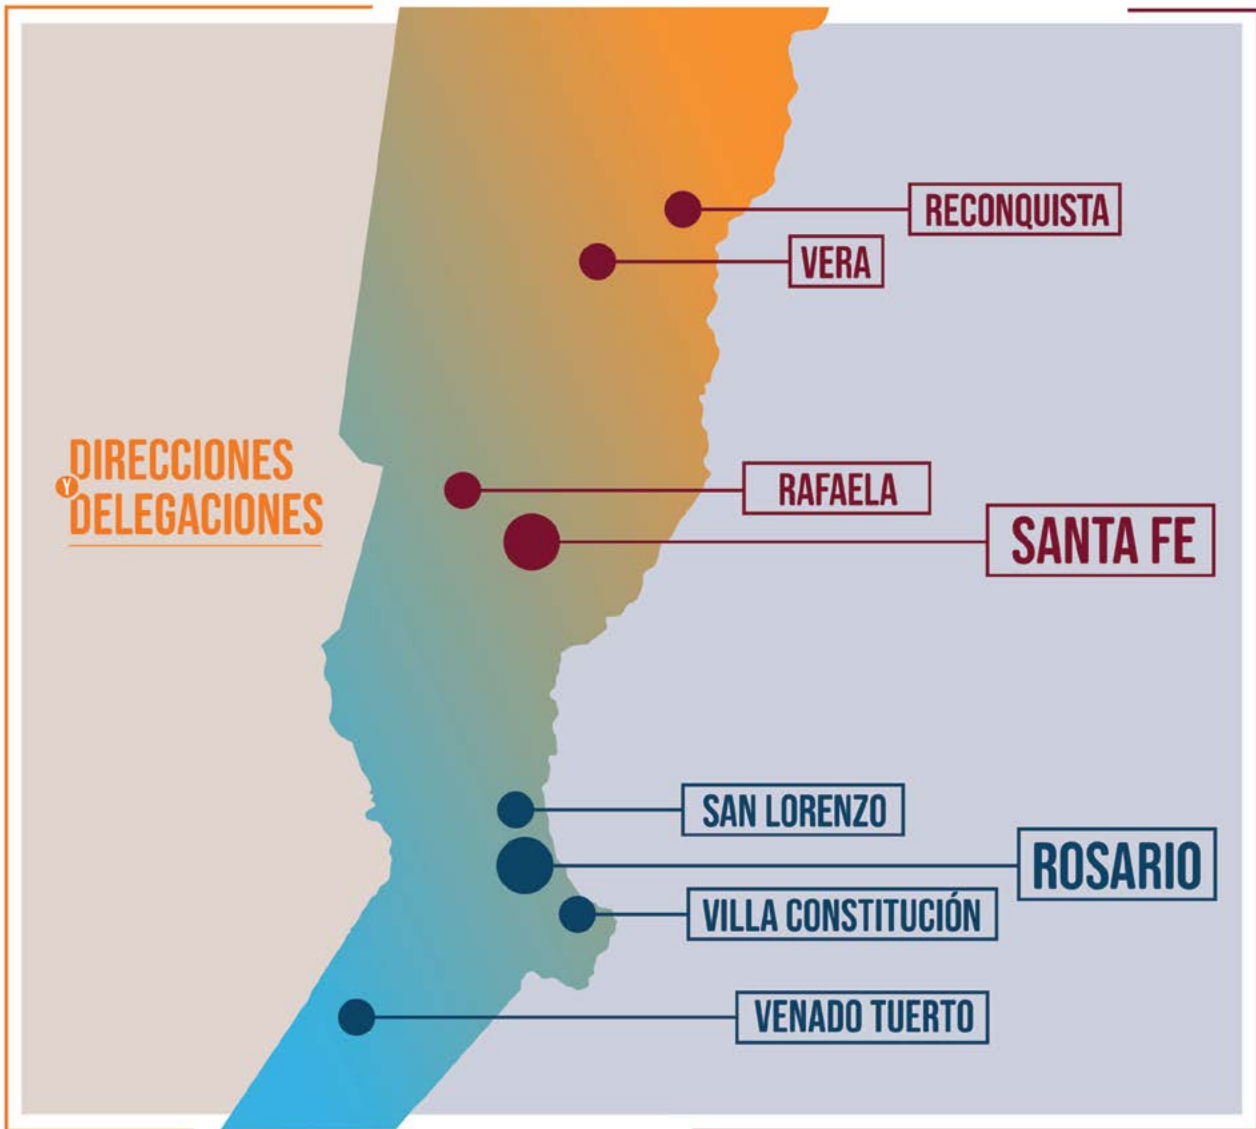 RECONQUISTA
VERA
DIRECCIONES
Y
DELEGACIONES
RAFAELA
SANTA FE
SAN LORENZO
ROSARIO
VILLA CONSTITUCIÓN
VENADO TUERTO